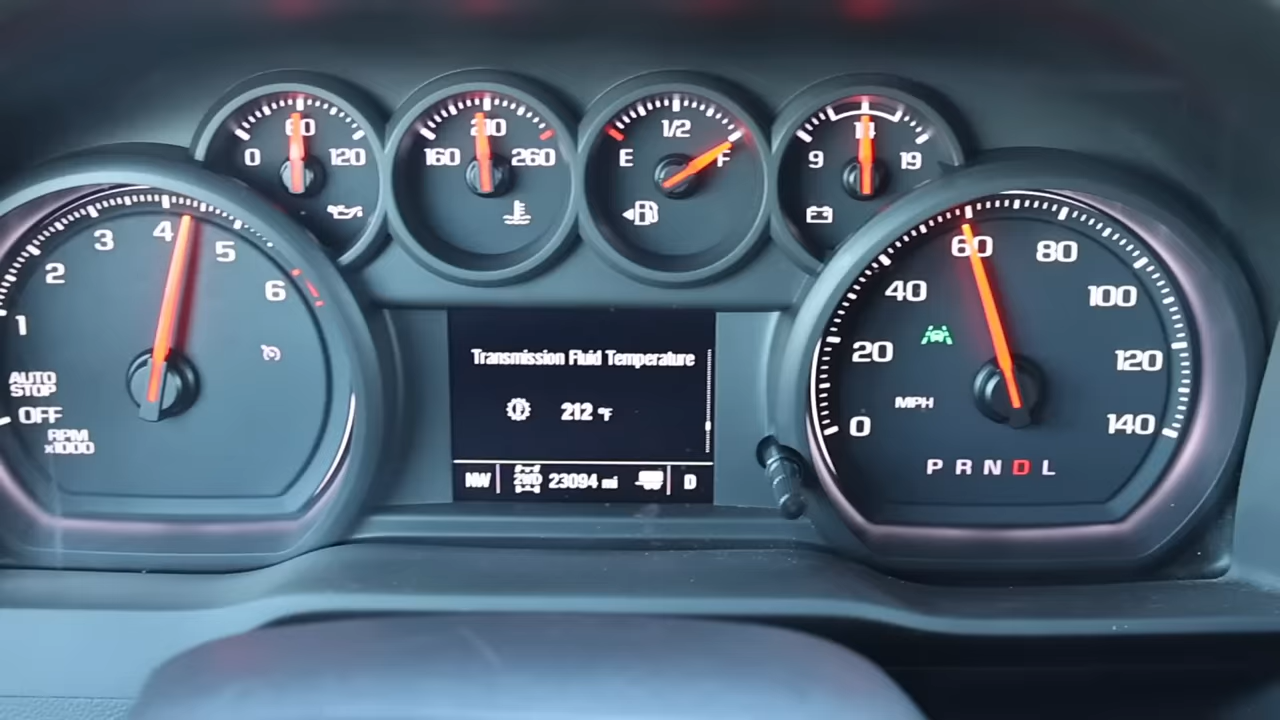 60
0 120
210
160 260
1/2
E F
14
9 19
1 2 3 4 5 6
AUTO
STOP
OFF
RPM
x1000
Transmission Fluid Temperature
212 °F
NW 2WD 23094 mi D
0 20 40 60 80 100 120 140
MPH
P R N D L